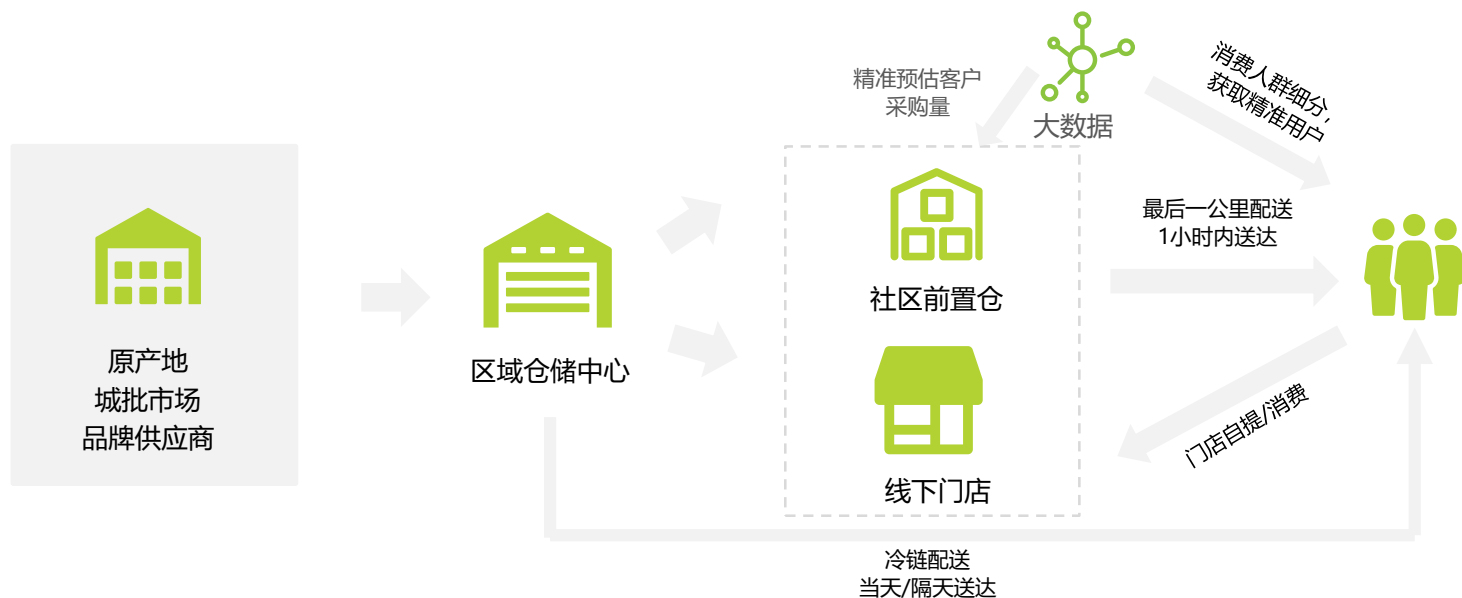 精准预估客户
采购量
大数据
消费人群细分，
获取精准用户
原产地
城批市场
品牌供应商
区域仓储中心
社区前置仓
线下门店
最后一公里配送
1小时内送达
门店自提/消费
冷链配送
当天/隔天送达